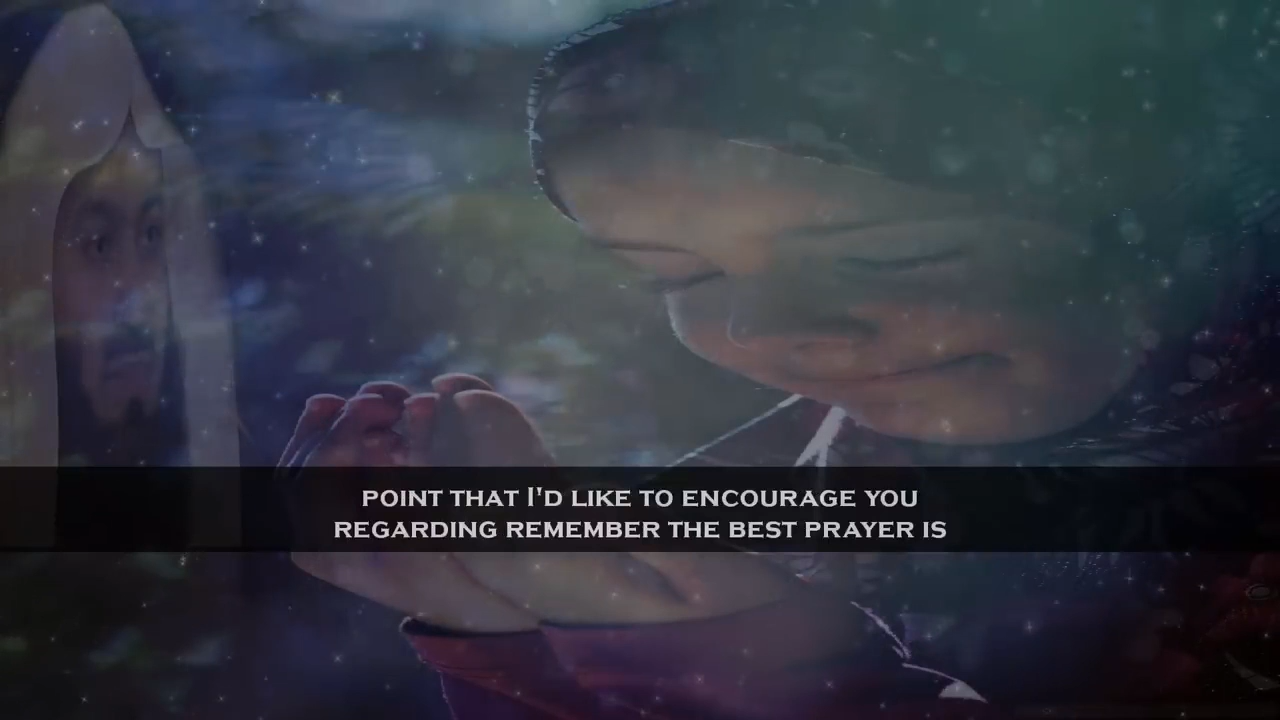 POINT THAT I'D LIKE TO ENCOURAGE YOU
REGARDING REMEMBER THE BEST PRAYER IS